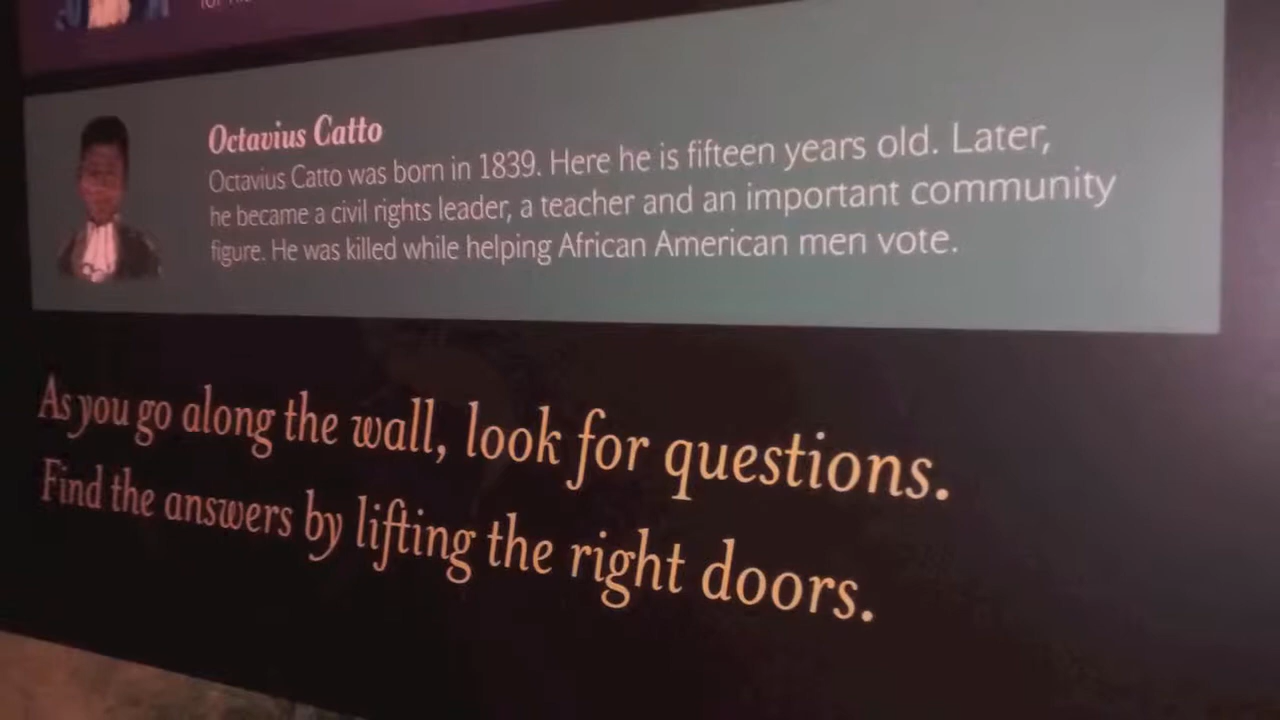 Octavius Catto
Octavius Catto was born in 1839. Here he is fifteen years old. Later,
he became a civil rights leader, a teacher and an important community
figure. He was killed while helping African American men vote.
As you go along the wall, look for questions.
Find the answers by lifting the right doors.